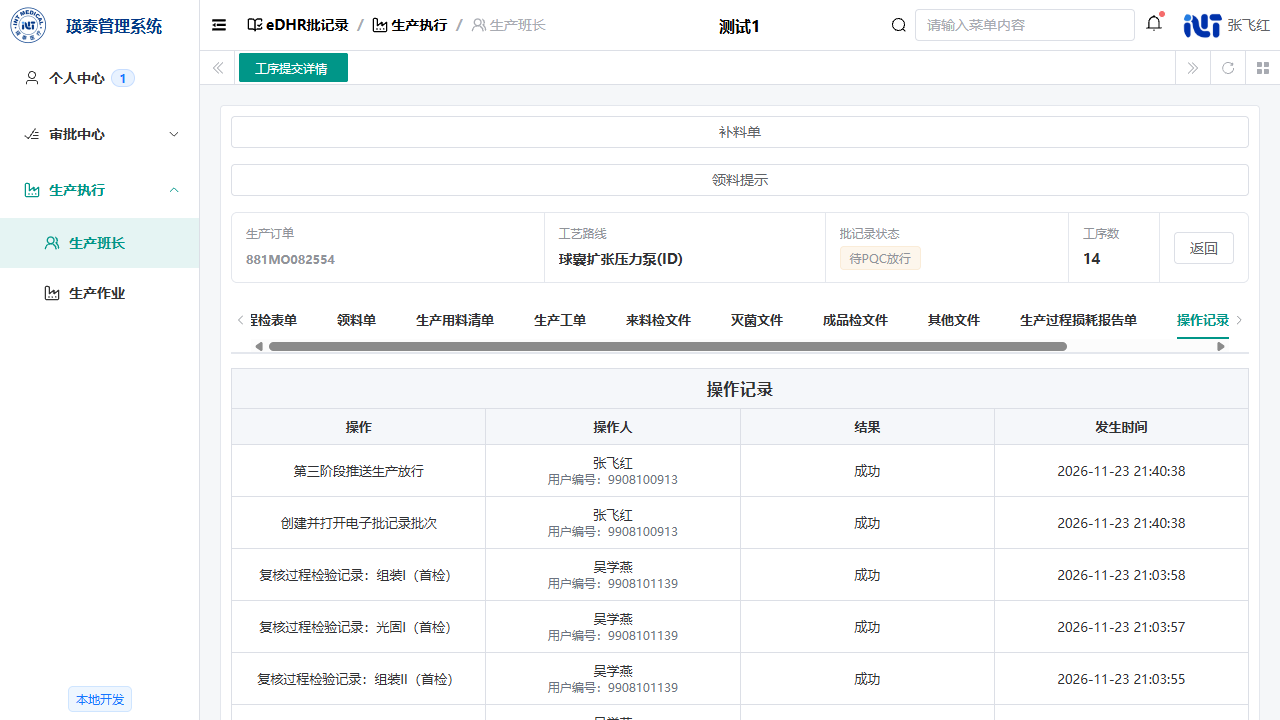 瑛泰管理系统
eDHR批记录 / 生产执行 / 生产班长
测试1
请输入菜单内容
张飞红
个人中心 1
审批中心
生产执行
生产班长
生产作业
本地开发
工序提交详情
补料单
领料提示
生产订单
881MO082554
工艺路线
球囊扩张压力泵(ID)
批记录状态
待PQC放行
工序数
14
返回
程检表单 领料单 生产用料清单 生产工单 来料检文件 灭菌文件 成品检文件 其他文件 生产过程损耗报告单 操作记录
操作记录
操作 操作人 结果 发生时间
第三阶段推送生产放行 张飞红 成功 2026-11-23 21:40:38
用户编号：9908100913
创建并打开电子批记录批次 张飞红 成功 2026-11-23 21:40:38
用户编号：9908100913
复核过程检验记录：组装I（首检） 吴学燕 成功 2026-11-23 21:03:58
用户编号：9908101139
复核过程检验记录：光固I（首检） 吴学燕 成功 2026-11-23 21:03:57
用户编号：9908101139
复核过程检验记录：组装II（首检） 吴学燕 成功 2026-11-23 21:03:55
用户编号：9908101139